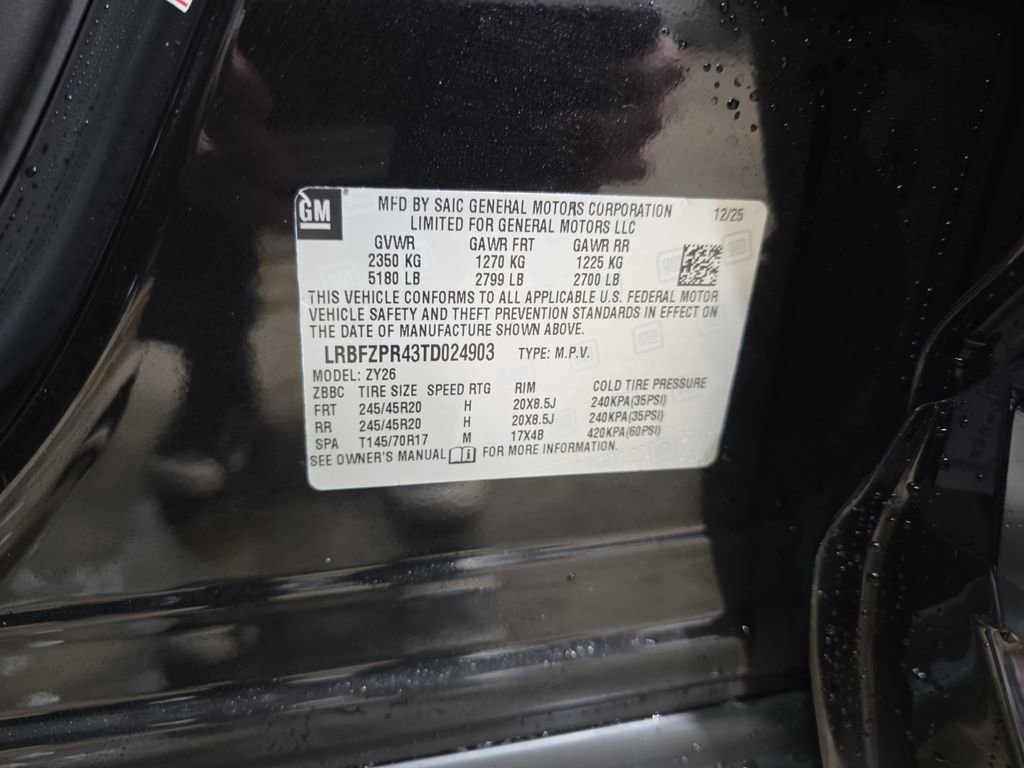 GM
MFD BY SAIC GENERAL MOTORS CORPORATION 12/25
LIMITED FOR GENERAL MOTORS LLC
GVWR GAWR FRT GAWR RR
2350 KG 1270 KG 1225 KG
5180 LB 2799 LB 2700 LB
THIS VEHICLE CONFORMS TO ALL APPLICABLE U.S. FEDERAL MOTOR
VEHICLE SAFETY AND THEFT PREVENTION STANDARDS IN EFFECT ON
THE DATE OF MANUFACTURE SHOWN ABOVE.
LRBFZPR43TD024903 TYPE: M.P.V.
MODEL: ZY26
ZBBC TIRE SIZE SPEED RTG RIM COLD TIRE PRESSURE
FRT 245/45R20 H 20X8.5J 240KPA(35PSI)
RR 245/45R20 H 20X8.5J 240KPA(35PSI)
SPA T145/70R17 M 17X4B 420KPA(60PSI)
SEE OWNER'S MANUAL i FOR MORE INFORMATION.